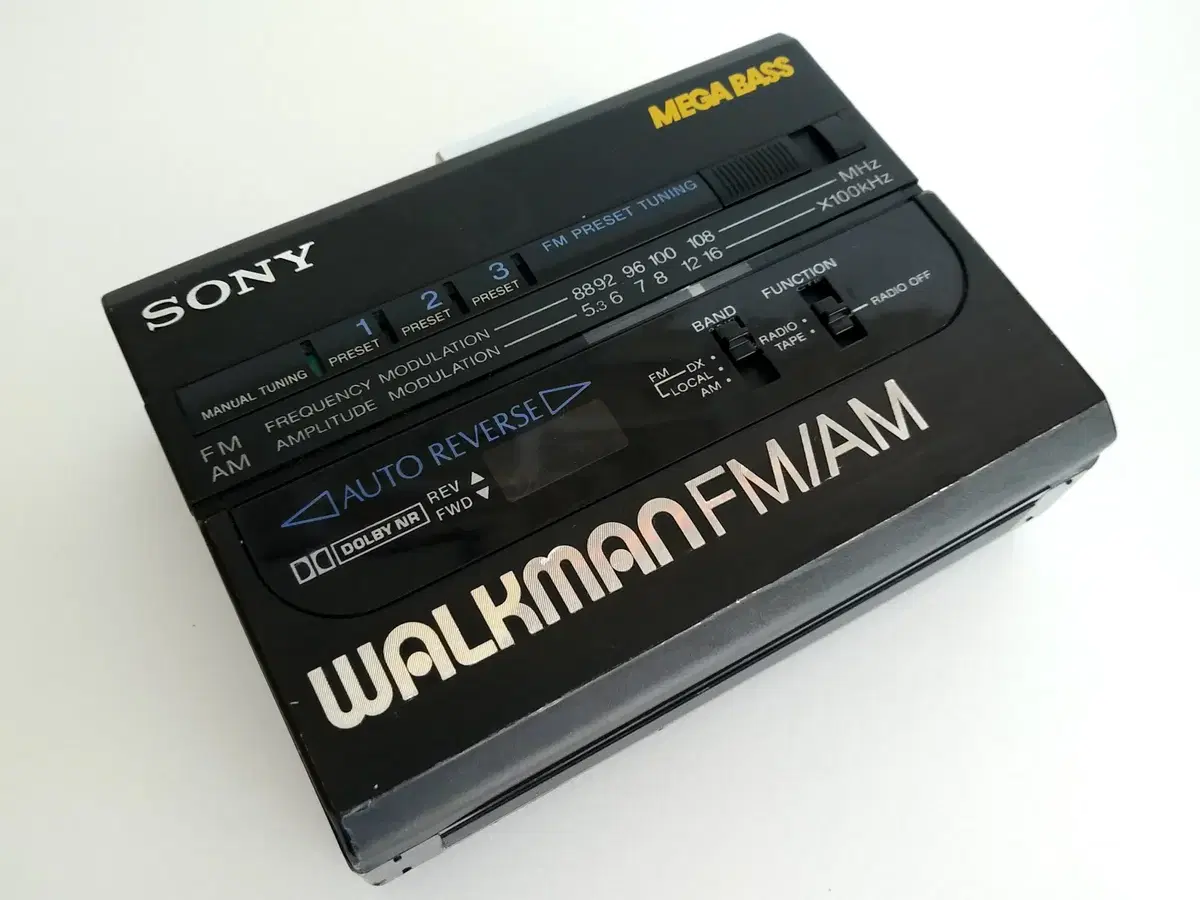 MEGA BASS
SONY
FM PRESET TUNING
MANUAL TUNING
1 PRESET
2 PRESET
3 PRESET
FM FREQUENCY MODULATION 88 92 96 100 108 MHz
AM AMPLITUDE MODULATION 5.3 6 7 8 12 16 X100kHz
BAND
FM DX
LOCAL
AM
FUNCTION
RADIO
TAPE
RADIO OFF
AUTO REVERSE
DOLBY NR
REV ▲
FWD ▼
WALKMAN FM/AM